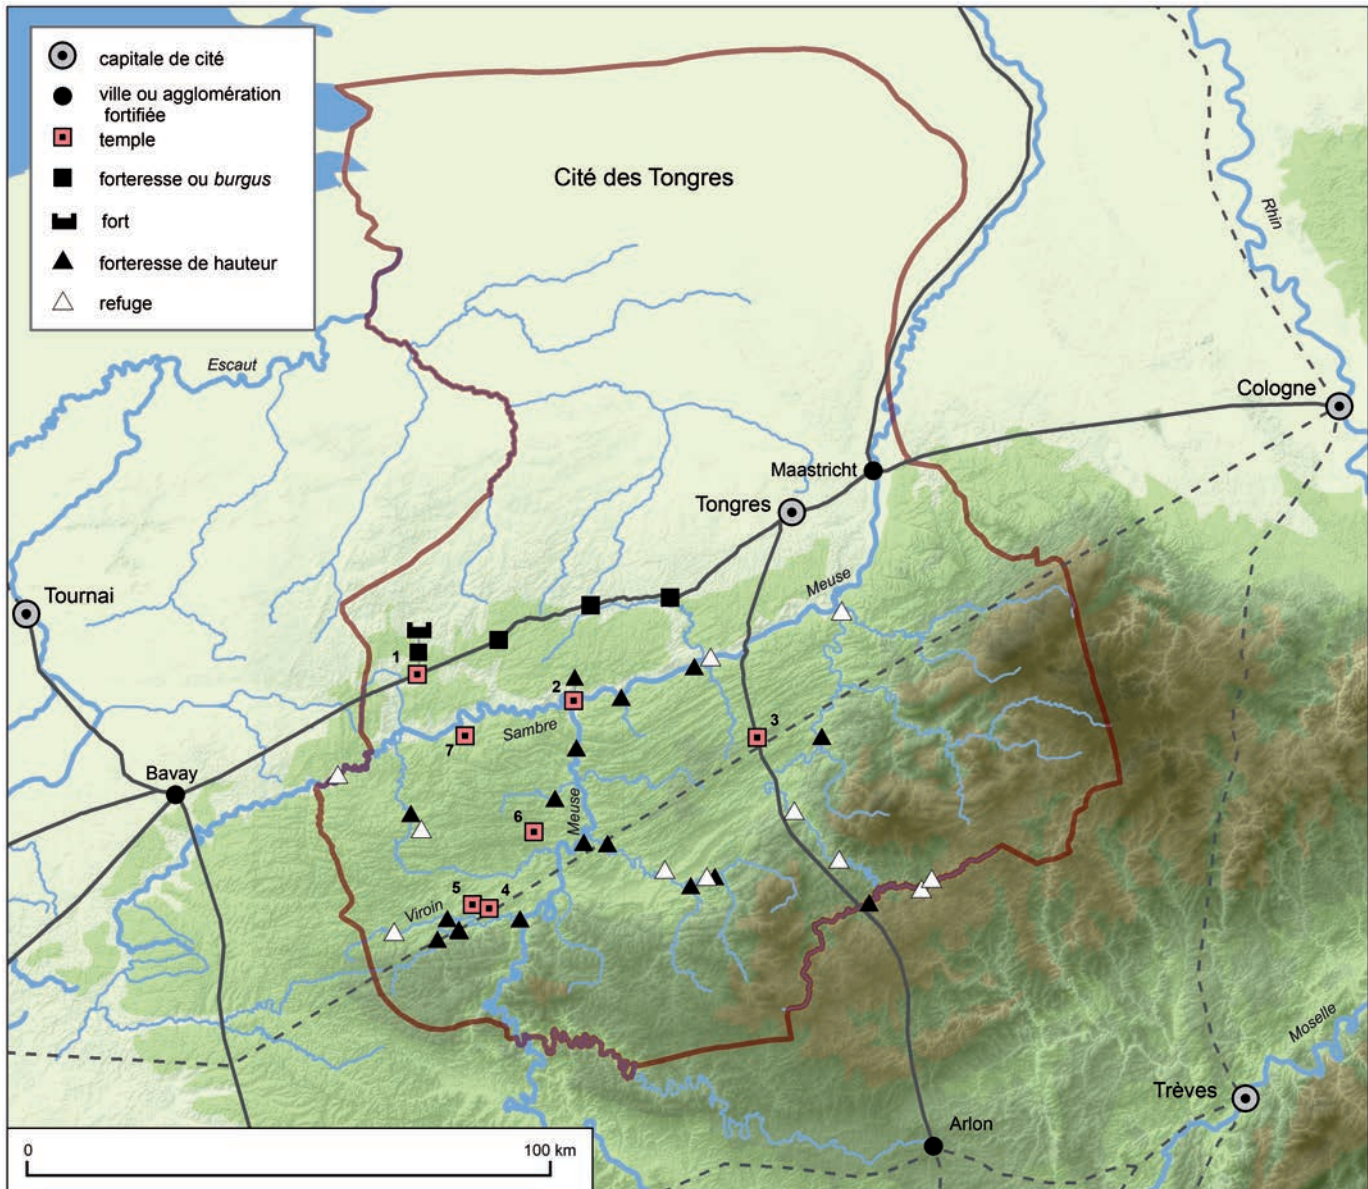 capitale de cité
ville ou agglomération
fortifiée
temple
forteresse ou burgus
fort
forteresse de hauteur
refuge
Cité des Tongres
Rhin
Escaut
Cologne
Maastricht
Tongres
Meuse
Tournai
1
2
3
Sambre
7
Bavay
Meuse
6
5
4
Viroin
Moselle
Trèves
Arlon
0
100 km